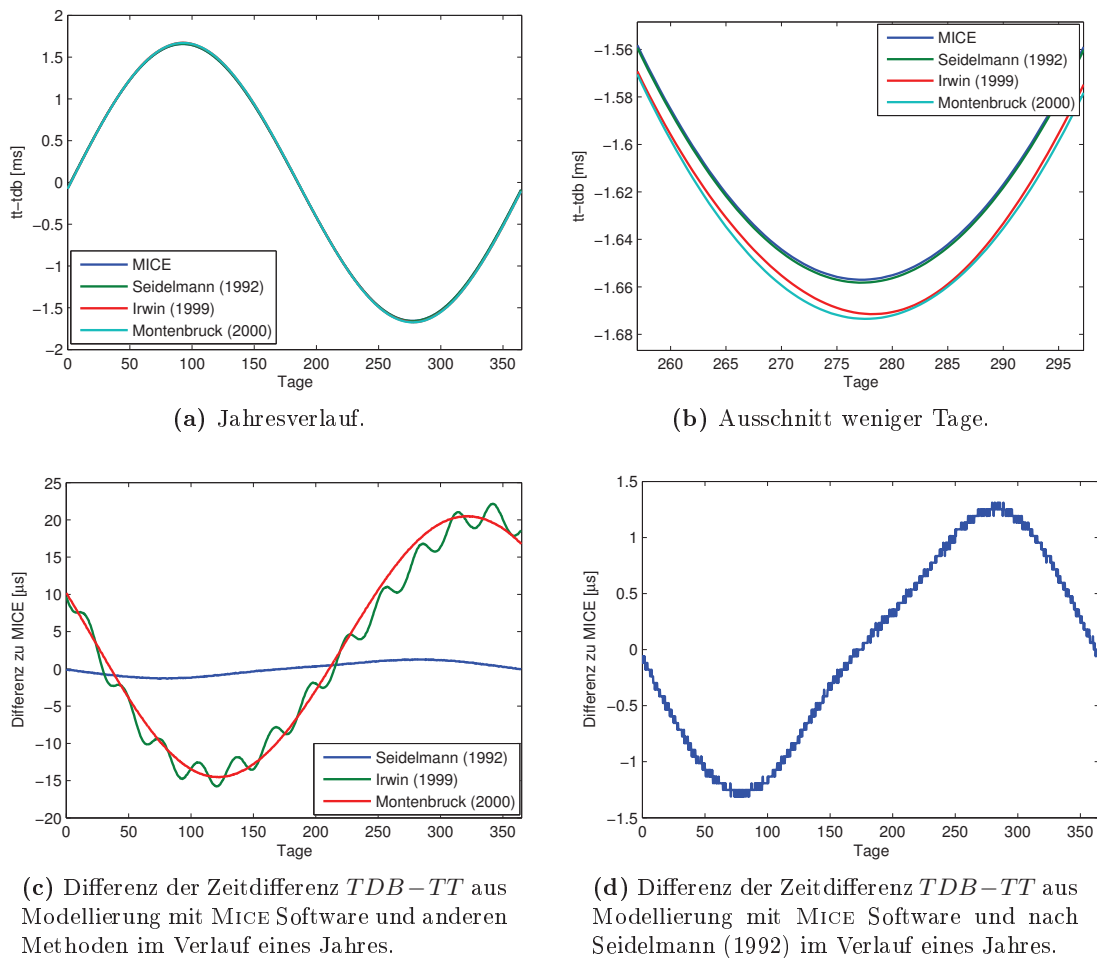 2
1.5
1
0.5
0
−0.5
−1
−1.5
−2
tt−tdb [ms]
MICE
Seidelmann (1992)
Irwin (1999)
Montenbruck (2000)
0 50 100 150 200 250 300 350
Tage
(a) Jahresverlauf.
−1.56
−1.58
−1.6
−1.62
−1.64
−1.66
−1.68
tt−tdb [ms]
MICE
Seidelmann (1992)
Irwin (1999)
Montenbruck (2000)
260 265 270 275 280 285 290 295
Tage
(b) Ausschnitt weniger Tage.
25
20
15
10
5
0
−5
−10
−15
−20
Differenz zu MICE [µs]
Seidelmann (1992)
Irwin (1999)
Montenbruck (2000)
0 50 100 150 200 250 300 350
Tage
(c) Differenz der Zeitdifferenz TDB−TT aus
Modellierung mit MICE Software und anderen
Methoden im Verlauf eines Jahres.
1.5
1
0.5
0
−0.5
−1
−1.5
Differenz zu MICE [µs]
0 50 100 150 200 250 300 350
Tage
(d) Differenz der Zeitdifferenz TDB−TT aus
Modellierung mit MICE Software und nach
Seidelmann (1992) im Verlauf eines Jahres.